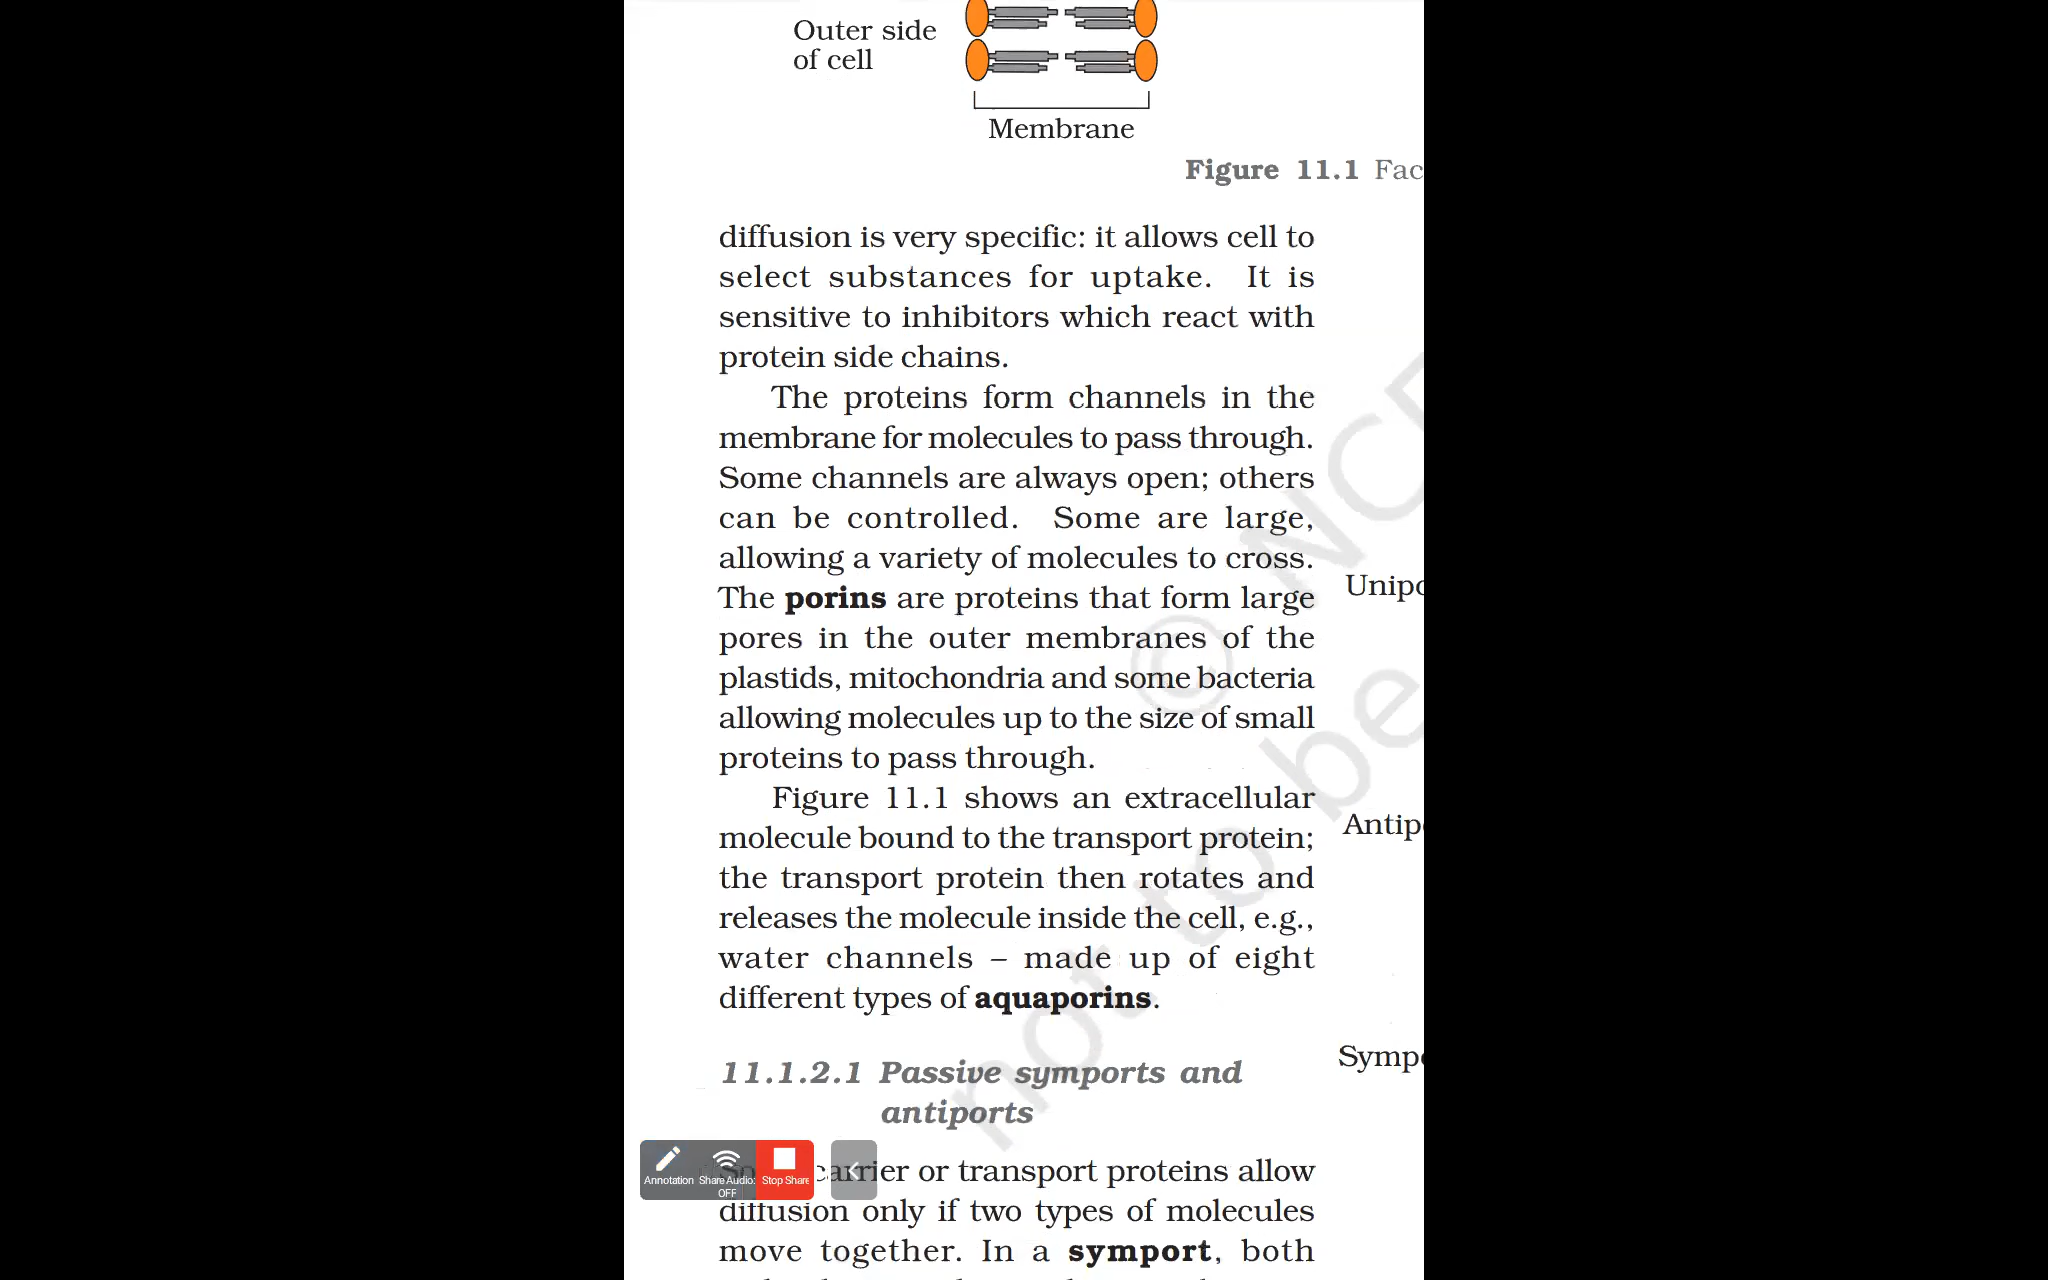 Outer side
of cell
Membrane
Figure 11.1 Fac
diffusion is very specific: it allows cell to
select substances for uptake. It is
sensitive to inhibitors which react with
protein side chains.
The proteins form channels in the
membrane for molecules to pass through.
Some channels are always open; others
can be controlled. Some are large,
allowing a variety of molecules to cross.
The porins are proteins that form large
pores in the outer membranes of the
plastids, mitochondria and some bacteria
allowing molecules up to the size of small
proteins to pass through.
Figure 11.1 shows an extracellular
molecule bound to the transport protein;
the transport protein then rotates and
releases the molecule inside the cell, e.g.,
water channels – made up of eight
different types of aquaporins.
11.1.2.1 Passive symports and
antiports
carrier or transport proteins allow
diffusion only if two types of molecules
move together. In a symport, both
Unipo
Antip
Symp
© NC
not to be
Annotation
Share Audio:
OFF
Stop Share